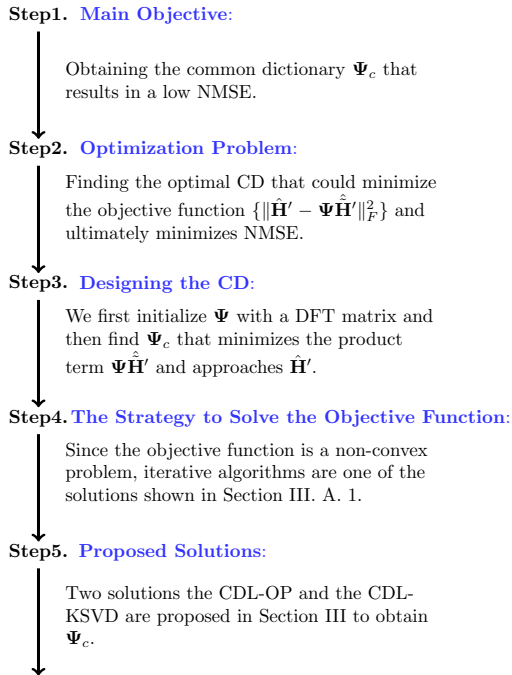 Step1. Main Objective:
Obtaining the common dictionary Ψ_c that
results in a low NMSE.
Step2. Optimization Problem:
Finding the optimal CD that could minimize
the objective function {‖Ĥ′ − Ψ\hat{\tilde{H}}′‖²_F} and
ultimately minimizes NMSE.
Step3. Designing the CD:
We first initialize Ψ with a DFT matrix and
then find Ψ_c that minimizes the product
term Ψ\hat{\tilde{H}}′ and approaches Ĥ′.
Step4. The Strategy to Solve the Objective Function:
Since the objective function is a non-convex
problem, iterative algorithms are one of the
solutions shown in Section III. A. 1.
Step5. Proposed Solutions:
Two solutions the CDL-OP and the CDL-
KSVD are proposed in Section III to obtain
Ψ_c.